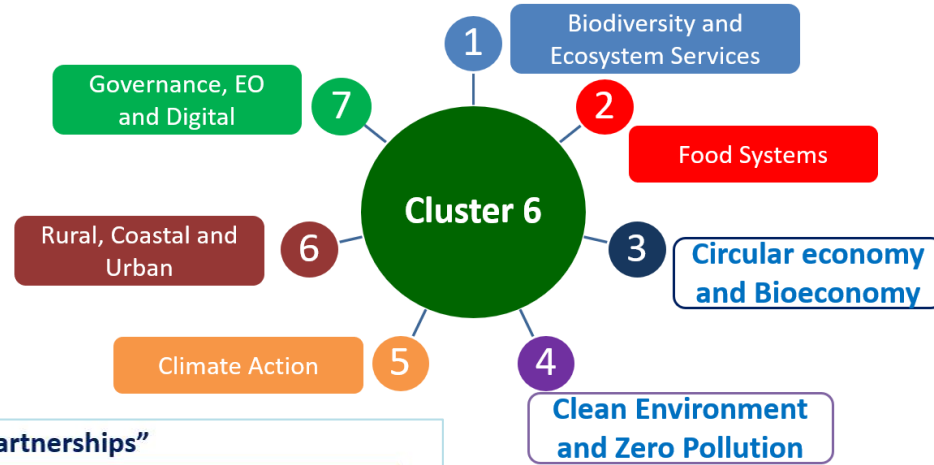 1
Biodiversity and
Ecosystem Services
2
Food Systems
3
Circular economy
and Bioeconomy
4
Clean Environment
and Zero Pollution
5
Climate Action
6
Rural, Coastal and
Urban
7
Governance, EO
and Digital
Cluster 6
artnerships”